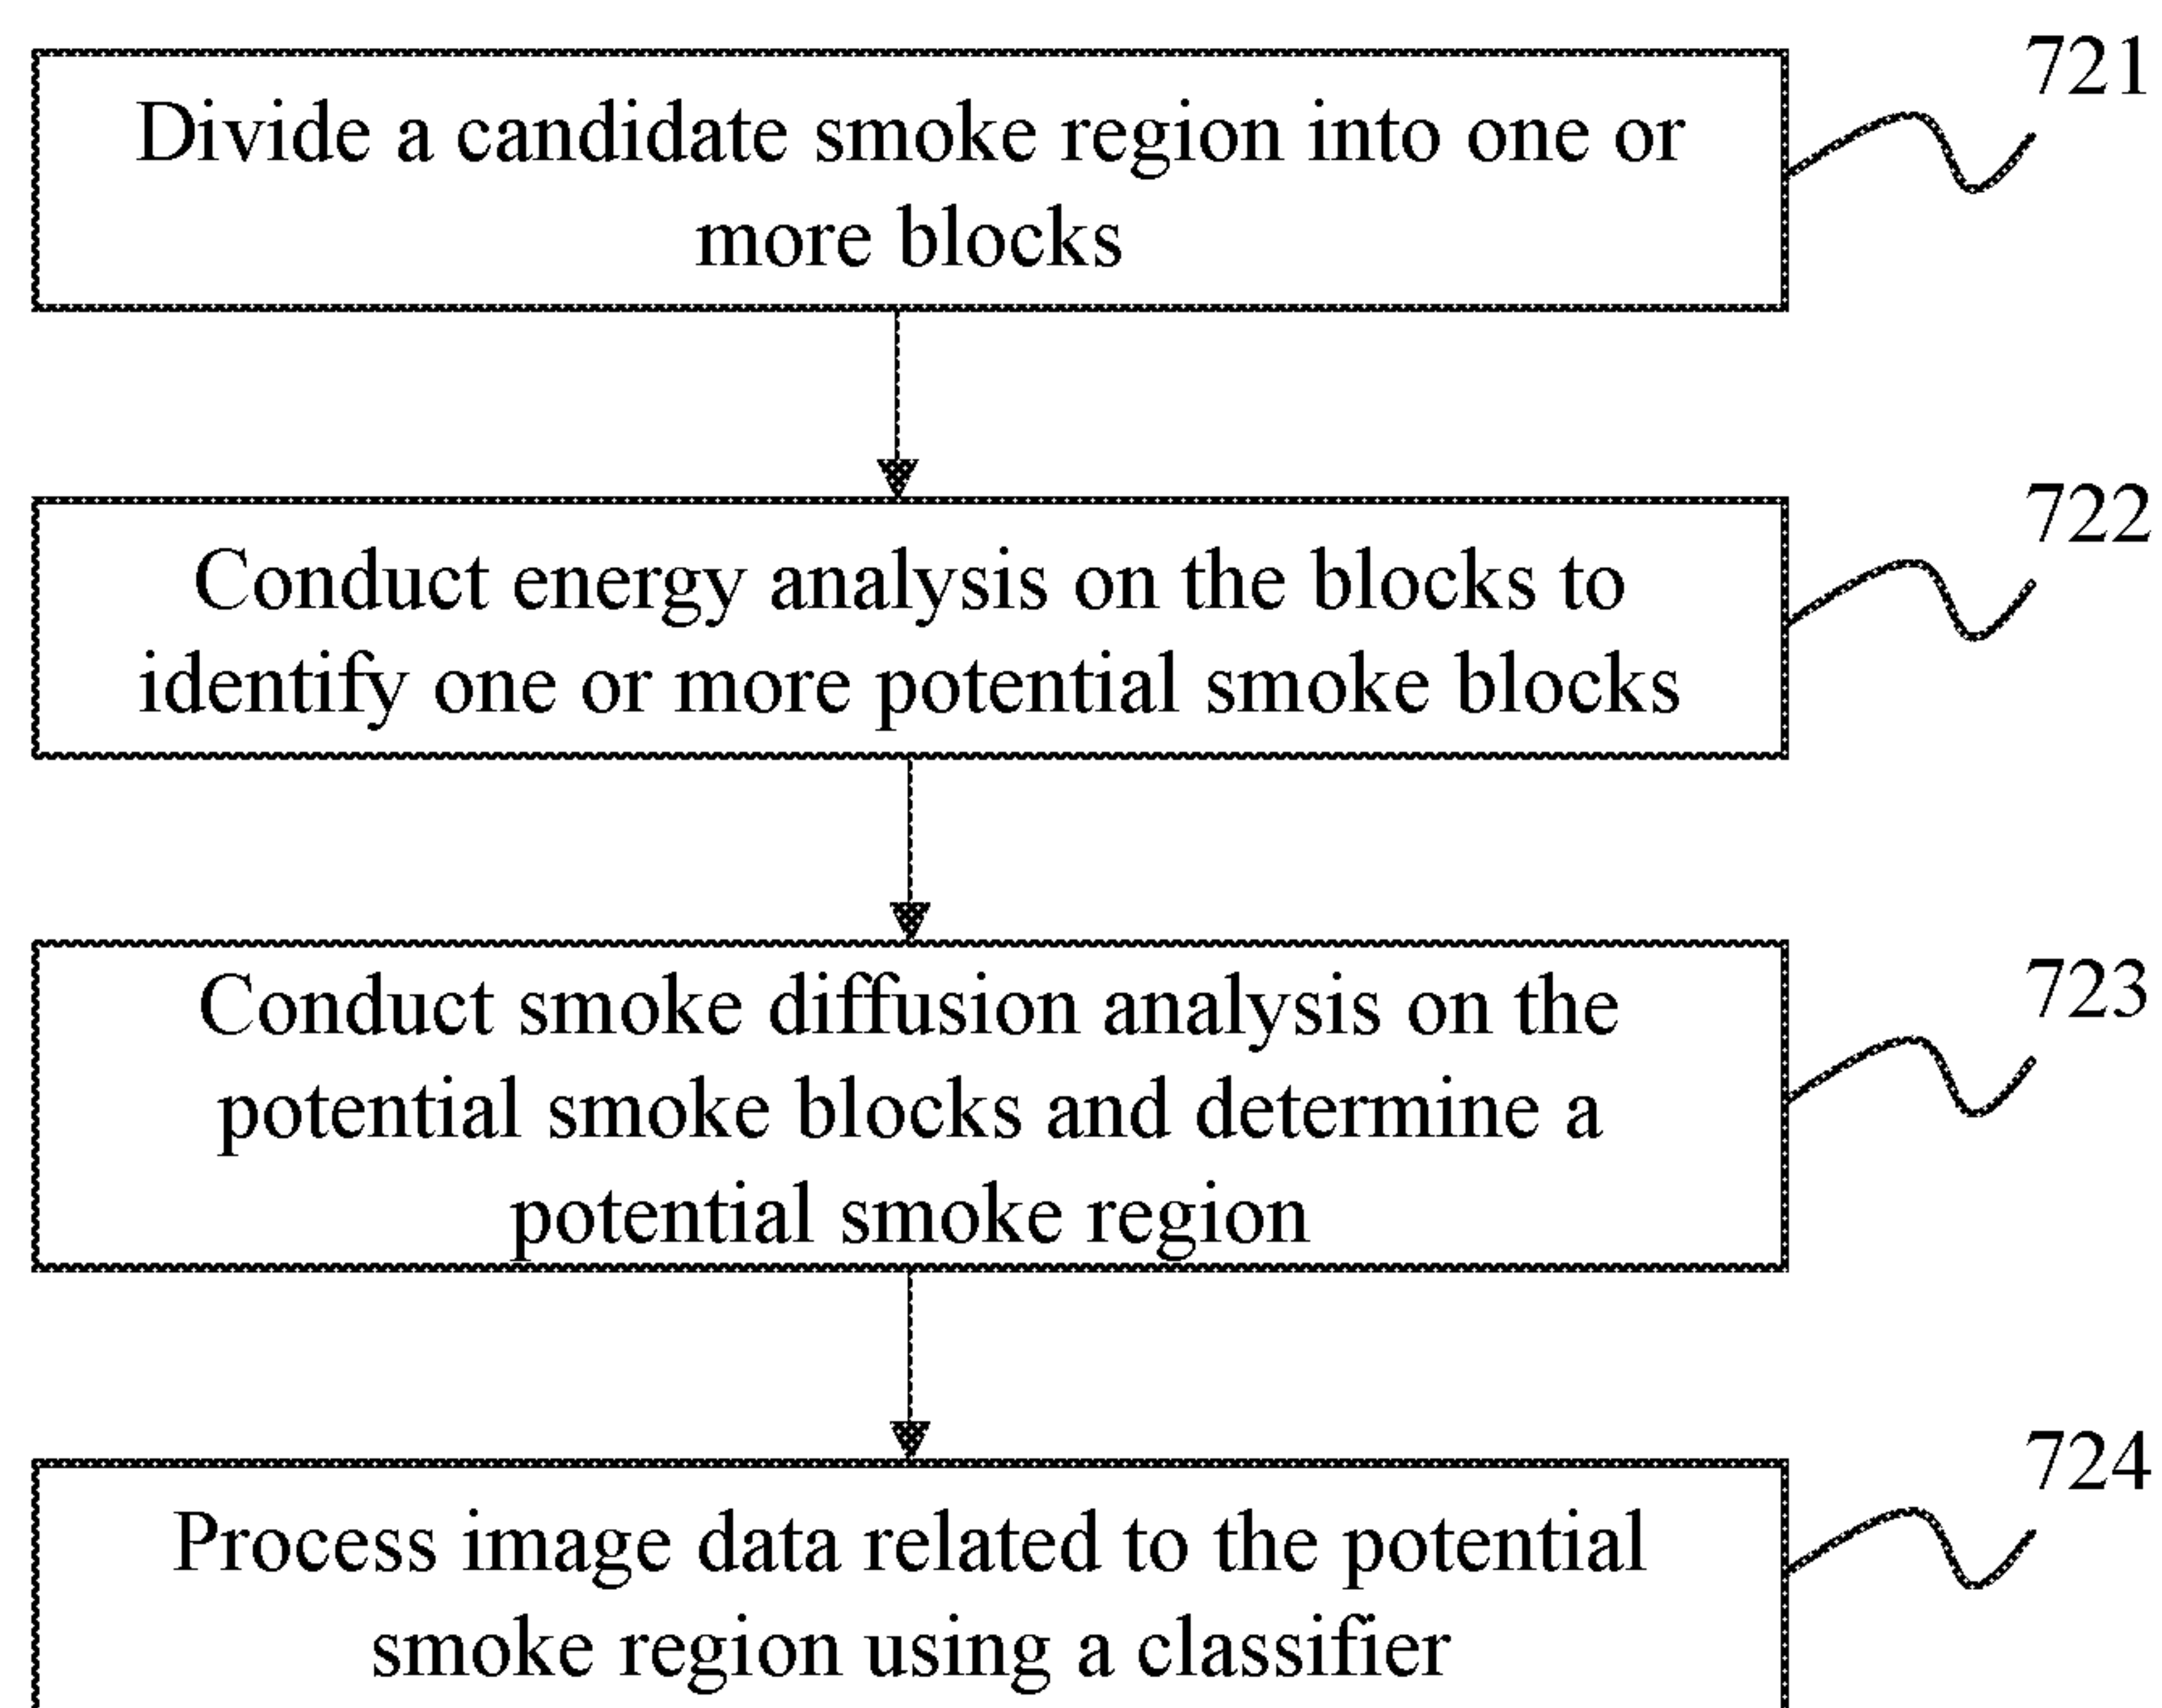 721
Divide a candidate smoke region into one or
more blocks
722
Conduct energy analysis on the blocks to
identify one or more potential smoke blocks
723
Conduct smoke diffusion analysis on the
potential smoke blocks and determine a
potential smoke region
724
Process image data related to the potential
smoke region using a classifier